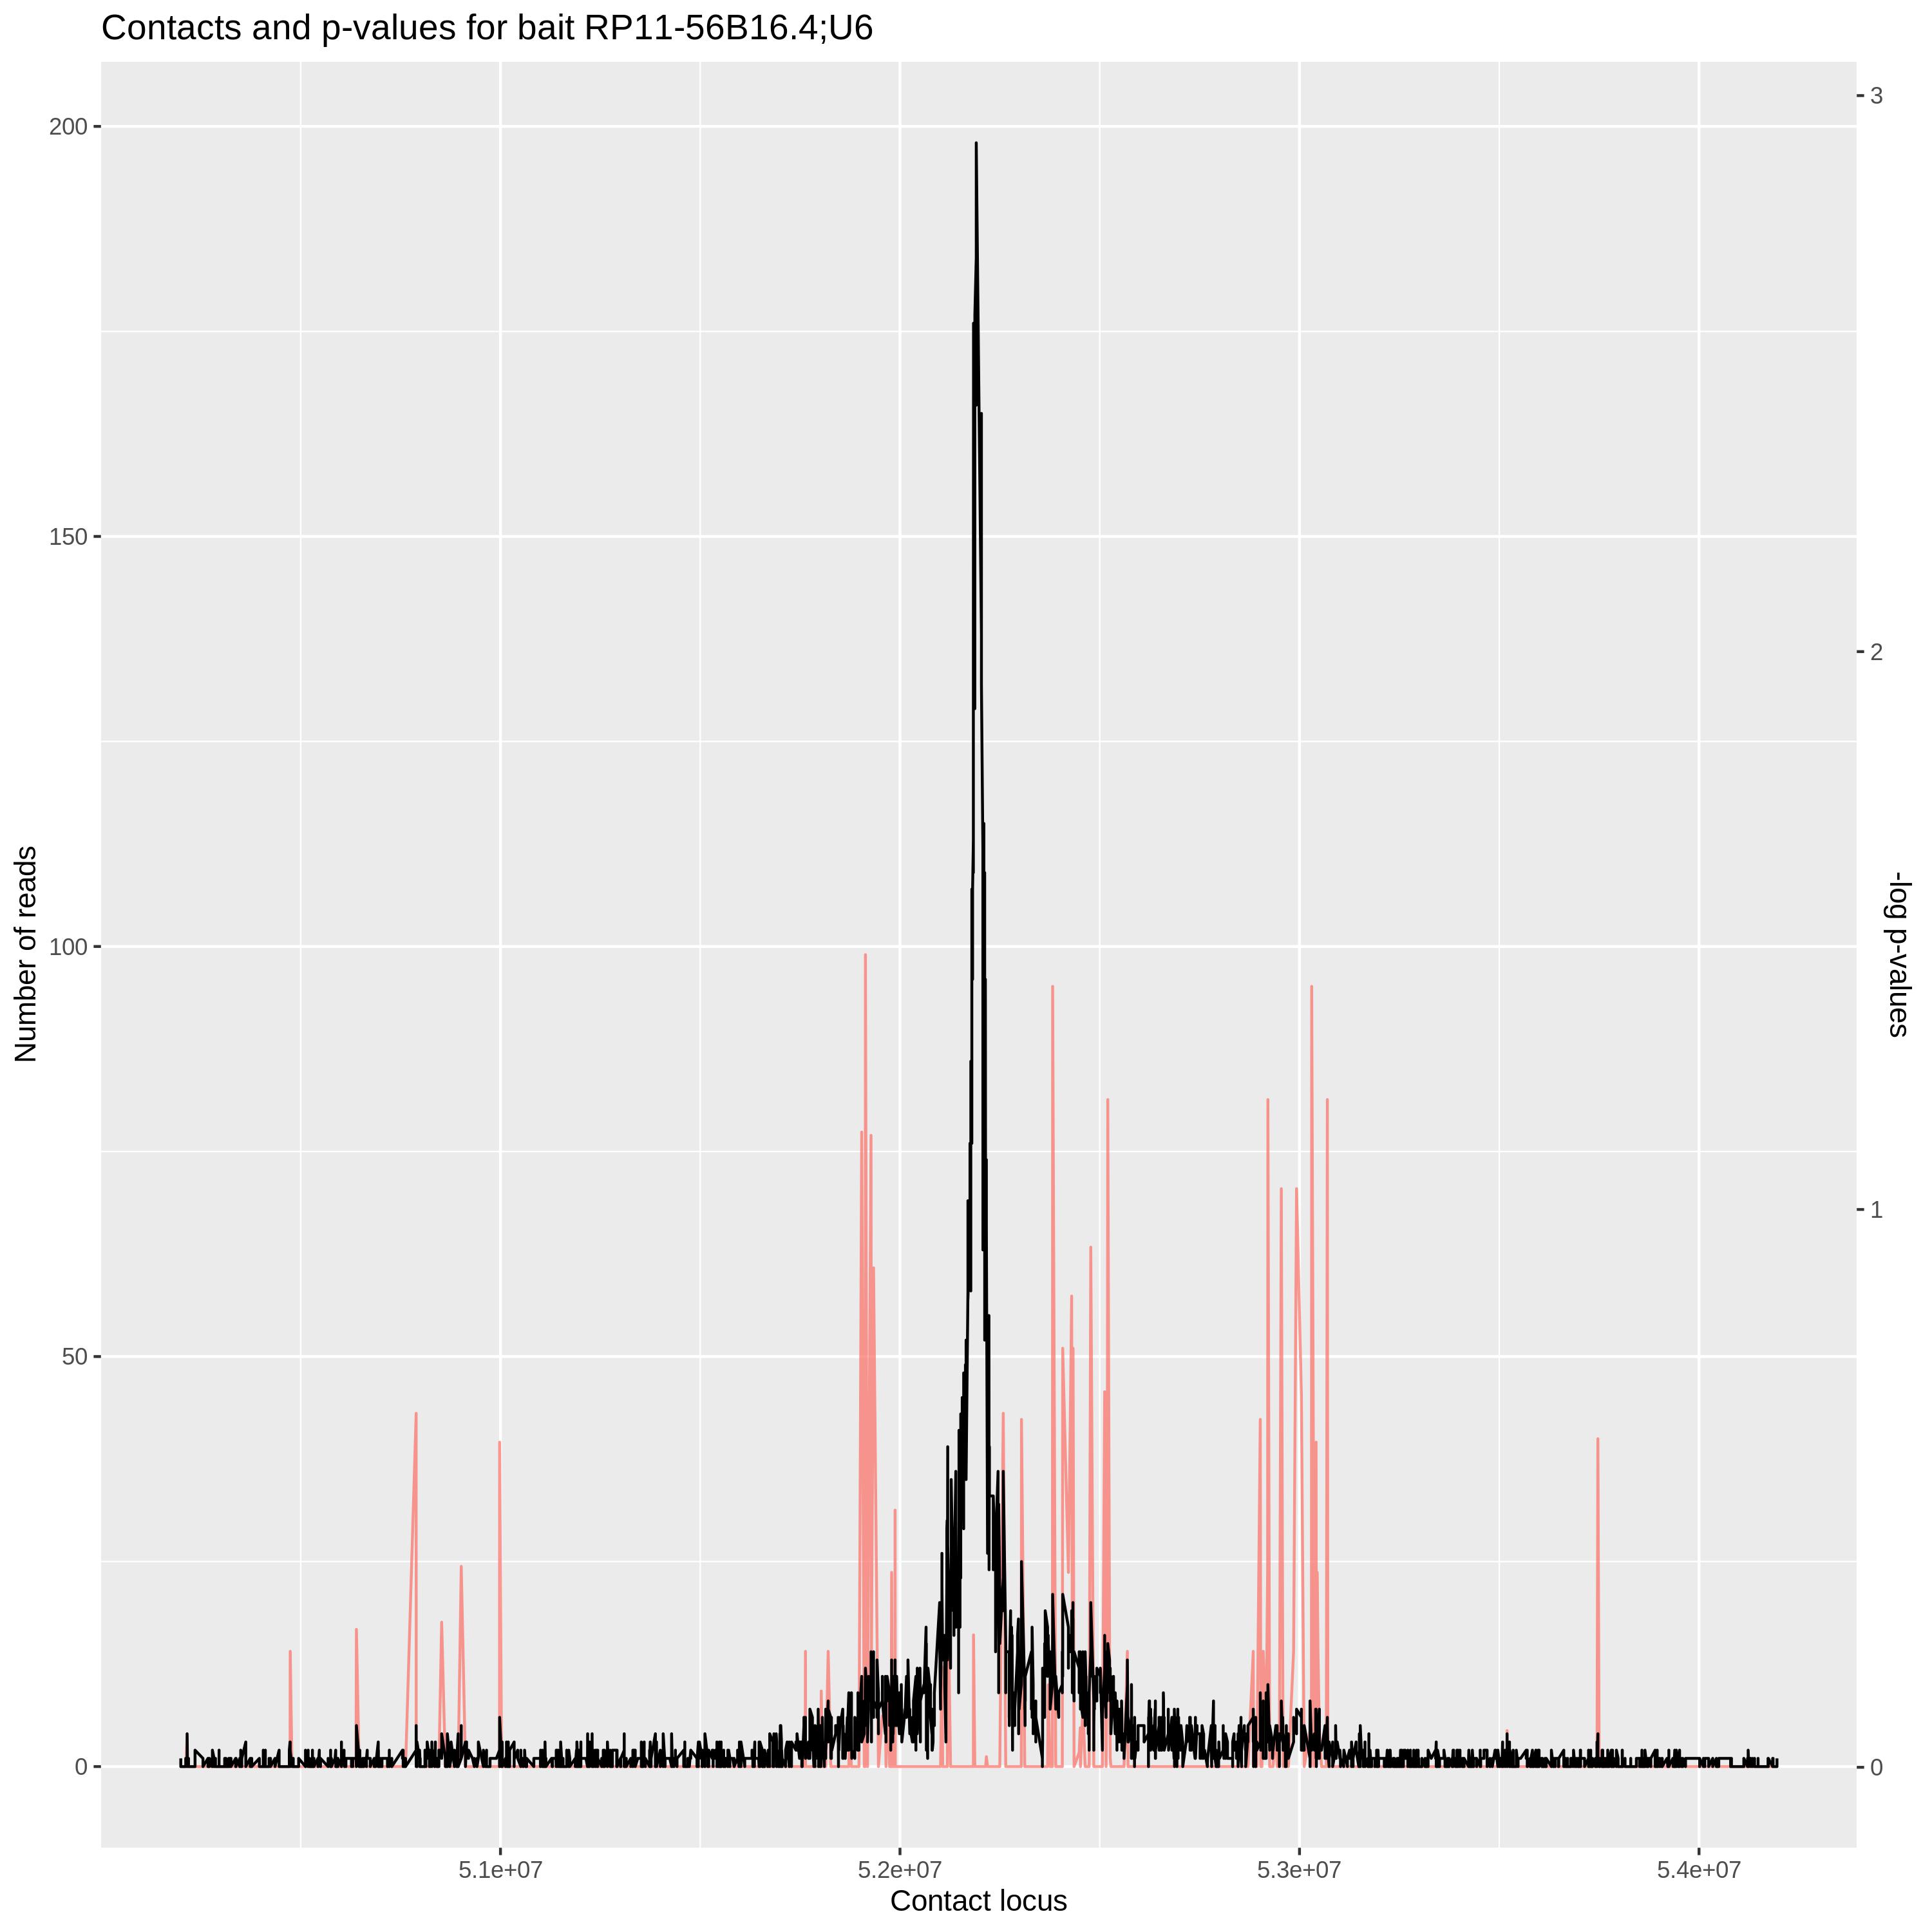 Contacts and p-values for bait RP11-56B16.4;U6
200
150
100
50
0
Number of reads
3
2
1
0
-log p-values
5.1e+07
5.2e+07
5.3e+07
5.4e+07
Contact locus